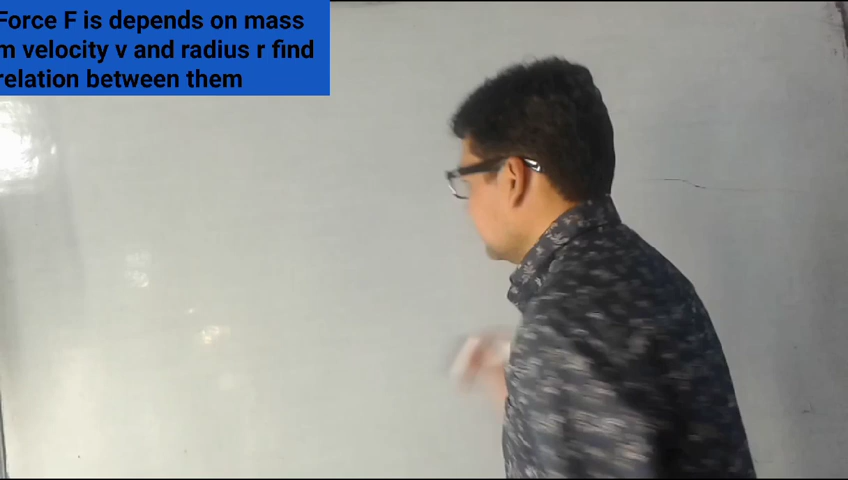 Force F is depends on mass
m velocity v and radius r find
relation between them